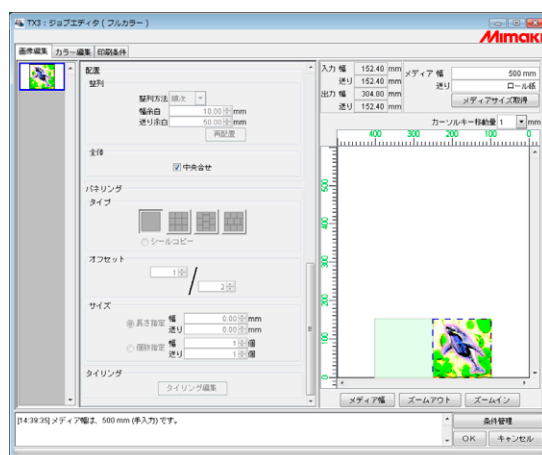 TX3:ジョブエディタ(フルカラー)
Mimaki
画像編集 カラー編集 印刷条件
配置
整列
整列方法 順次
幅余白 10.00 mm
送り余白 50.00 mm
再配置
全体
中央合せ
パネリング
タイプ
シールコピー
オフセット
1 / 2
サイズ
長さ指定 幅 0.00 mm
送り 0.00 mm
個数指定 幅 1 個
送り 1 個
タイリング
タイリング編集
入力 幅 152.40 mm
送り 152.40 mm
出力 幅 304.80 mm
送り 152.40 mm
メディア 幅 500 mm
送り ロール紙
メディアサイズ取得
カーソルキー移動量 1 mm
400 300 200 100 0
500
400
300
200
100
0
メディア幅 ズームアウト ズームイン
[14:39:35] メディア幅は、500 mm (手入力) です。
条件管理
OK キャンセル